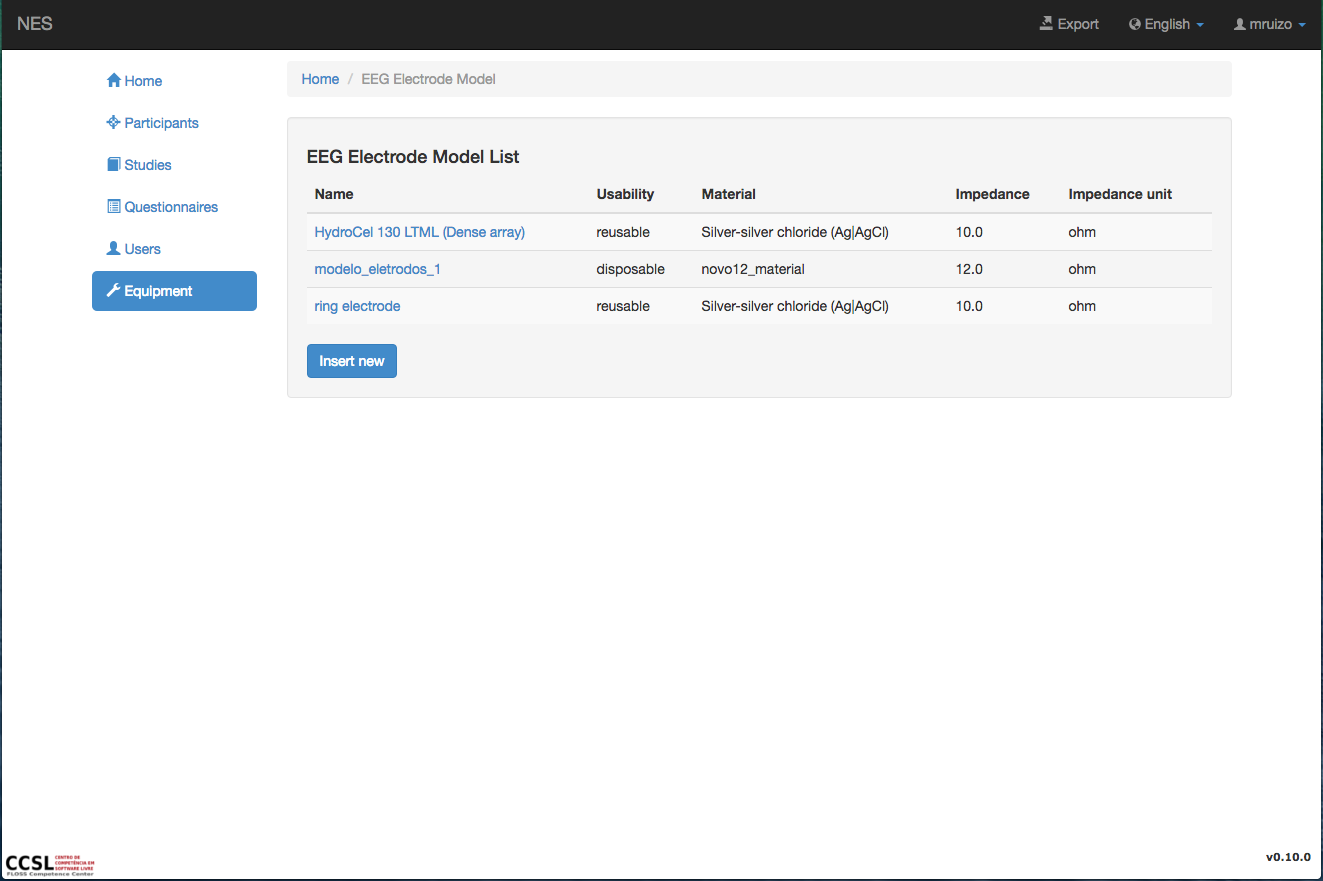 NES Export English mruizo
Home
Participants
Studies
Questionnaires
Users
Equipment
Home / EEG Electrode Model
EEG Electrode Model List
Name Usability Material Impedance Impedance unit
HydroCel 130 LTML (Dense array) reusable Silver-silver chloride (Ag|AgCl) 10.0 ohm
modelo_eletrodos_1 disposable novo12_material 12.0 ohm
ring electrode reusable Silver-silver chloride (Ag|AgCl) 10.0 ohm
Insert new
CCSL CENTRO DE
COMPETÊNCIA EM
SOFTWARE LIVRE
FLOSS Competence Center
v0.10.0